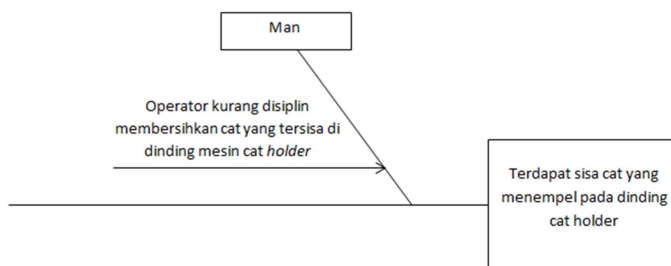 Man
Operator kurang disiplin
membersihkan cat yang tersisa di
dinding mesin cat holder
Terdapat sisa cat yang
menempel pada dinding
cat holder